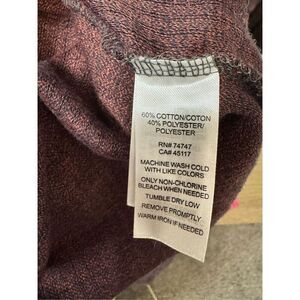 60% COTTON/COTON
40% POLYESTER/
POLYESTER
RN# 74747
CA# 45117
MACHINE WASH COLD
WITH LIKE COLORS
ONLY NON-CHLORINE
BLEACH WHEN NEEDED
TUMBLE DRY LOW
REMOVE PROMPTLY
WARM IRON IF NEEDED